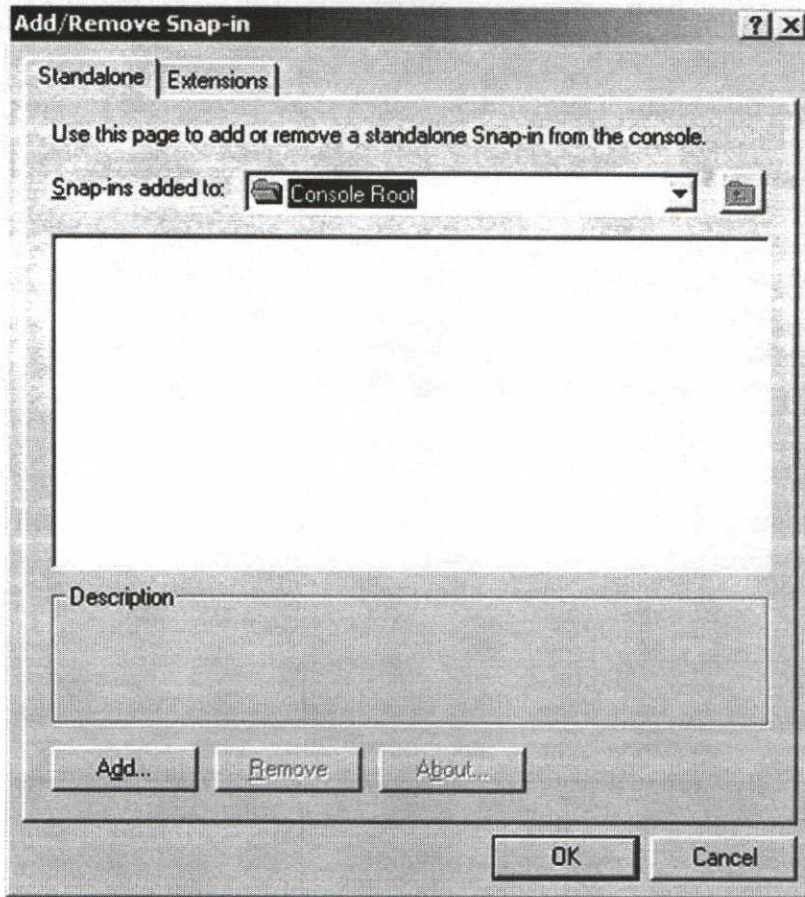 Add/Remove Snap-in
Standalone
Extensions
Use this page to add or remove a standalone Snap-in from the console.
Snap-ins added to:
Console Root
Description
Add...
Remove
About...
OK
Cancel